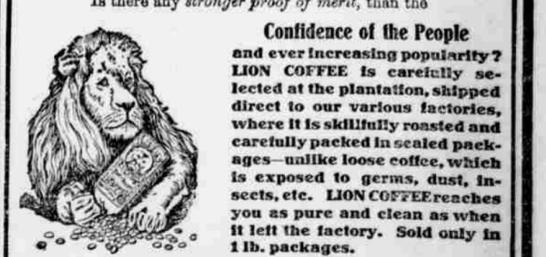 Is there any stronger proof of merit, than the
Confidence of the People
and ever increasing popularity?
LION COFFEE is carefully se-
lected at the plantation, shipped
direct to our various factories,
where it is skillfully roasted and
carefully packed in sealed pack-
ages—unlike loose coffee, which
is exposed to germs, dust, in-
sects, etc. LION COFFEE reaches
you as pure and clean as when
it left the factory. Sold only in
1 lb. packages.